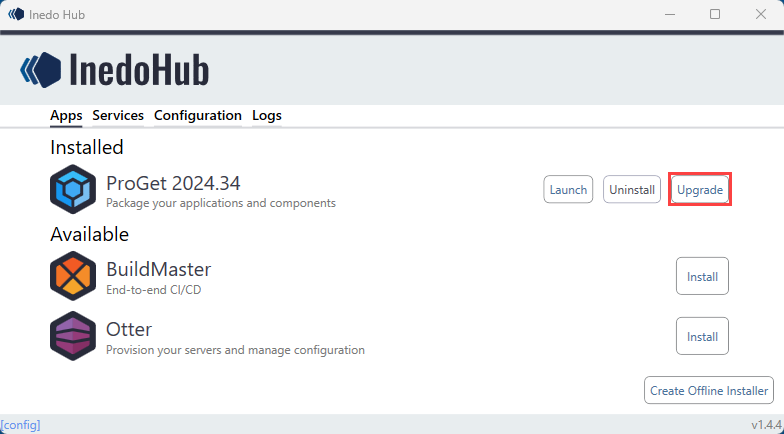 Inedo Hub
InedoHub
Apps Services Configuration Logs
Installed
ProGet 2024.34
Package your applications and components
Launch Uninstall Upgrade
Available
BuildMaster
End-to-end CI/CD
Install
Otter
Provision your servers and manage configuration
Install
Create Offline Installer
[config] v1.4.4